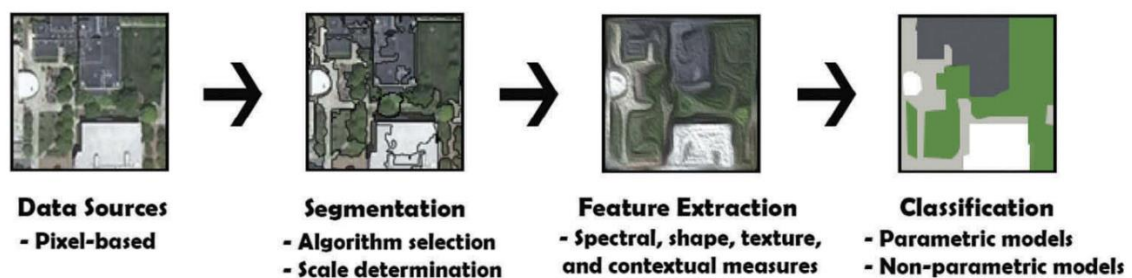 Data Sources
- Pixel-based
Segmentation
- Algorithm selection
- Scale determination
Feature Extraction
- Spectral, shape, texture,
and contextual measures
Classification
- Parametric models
- Non-parametric models